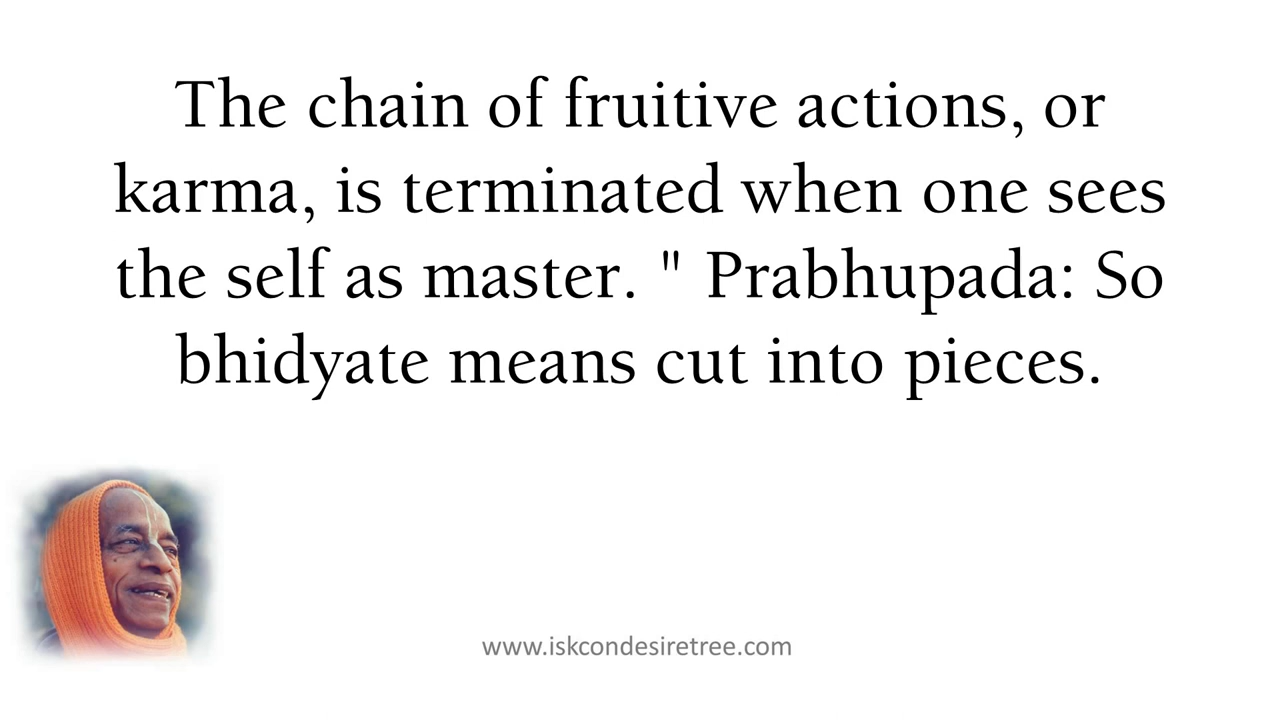 The chain of fruitive actions, or
karma, is terminated when one sees
the self as master. " Prabhupada: So
bhidyate means cut into pieces.
www.iskcondesiretree.com